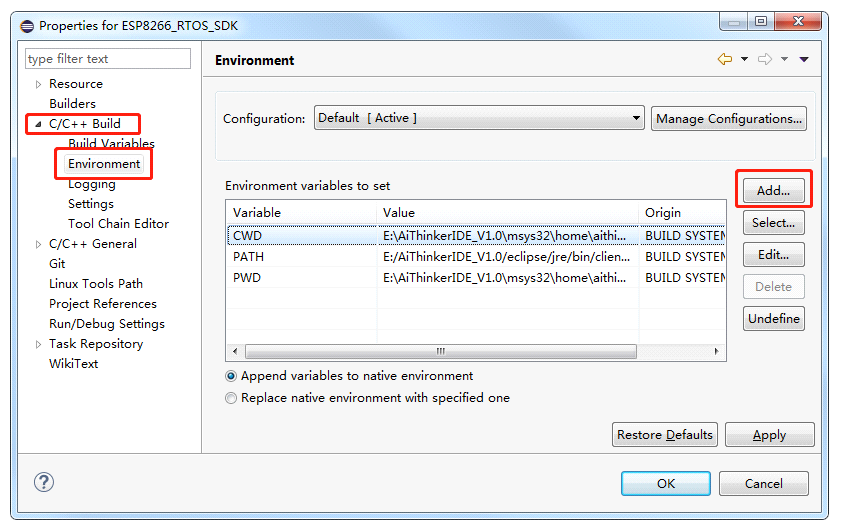 Properties for ESP8266_RTOS_SDK
type filter text
Resource
Builders
C/C++ Build
Build Variables
Environment
Logging
Settings
Tool Chain Editor
C/C++ General
Git
Linux Tools Path
Project References
Run/Debug Settings
Task Repository
WikiText
Environment
Configuration: Default [ Active ] Manage Configurations...
Environment variables to set
Variable Value Origin
CWD E:\AiThinkerIDE_V1.0\msys32\home\aithi... BUILD SYSTEM
PATH E:/AiThinkerIDE_V1.0/eclipse/jre/bin/clien... BUILD SYSTEM
PWD E:\AiThinkerIDE_V1.0\msys32\home\aithi... BUILD SYSTEM
Add...
Select...
Edit...
Delete
Undefine
Append variables to native environment
Replace native environment with specified one
Restore Defaults Apply
OK Cancel